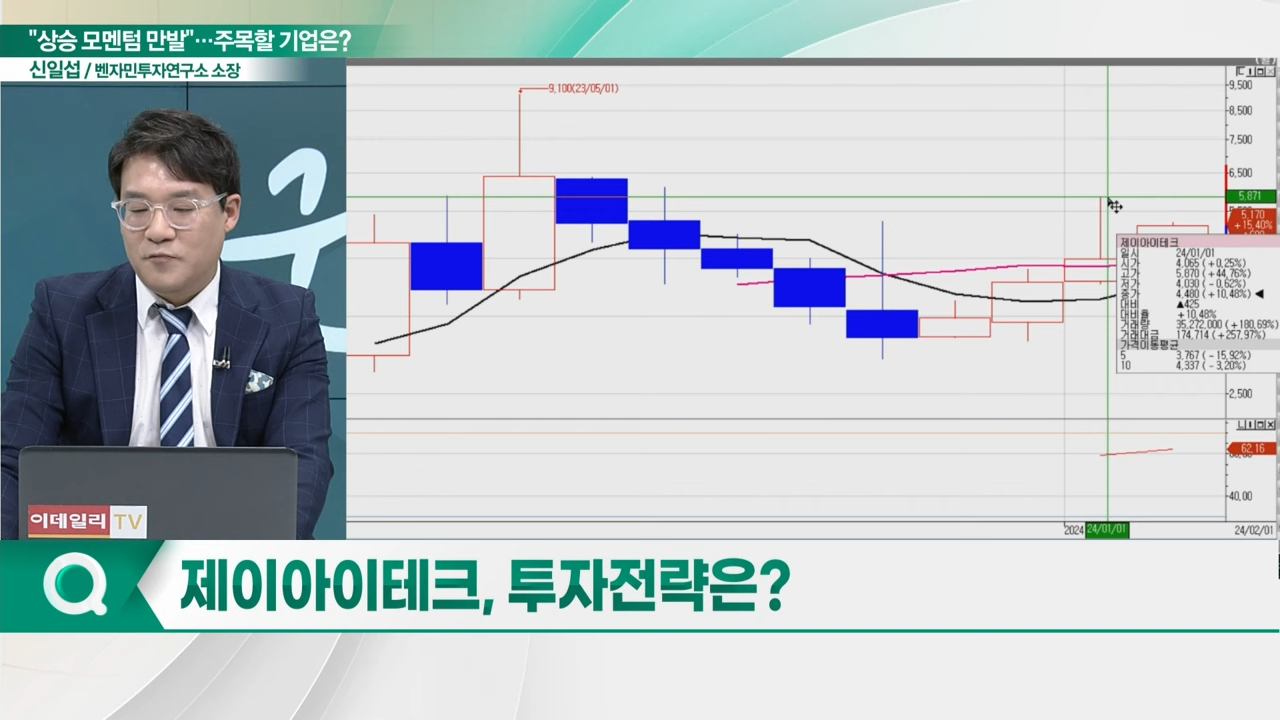 "상승 모멘텀 만발"…주목할 기업은?
신일섭 / 벤자민투자연구소 소장
9,100(23/05/01)
9,500
8,500
7,500
6,500
5,871
5,170
+15,40%
제이아이테크
일시 24/01/01
시가 4,065 (+0,25%)
고가 5,870 (+44,76%)
저가 4,030 (-0,62%)
종가 4,480 (+10,48%) ◀
대비 ▲425
대비율 +10,48%
거래량 35,272,000 (+180,69%)
거래대금 174,714 (+257,97%)
가격이동평균
5 3,767 (-15,92%)
10 4,337 (-3,20%)
2,500
62,16
40,00
2024 24/01/01 24/02/01
이데일리 TV
제이아이테크, 투자전략은?